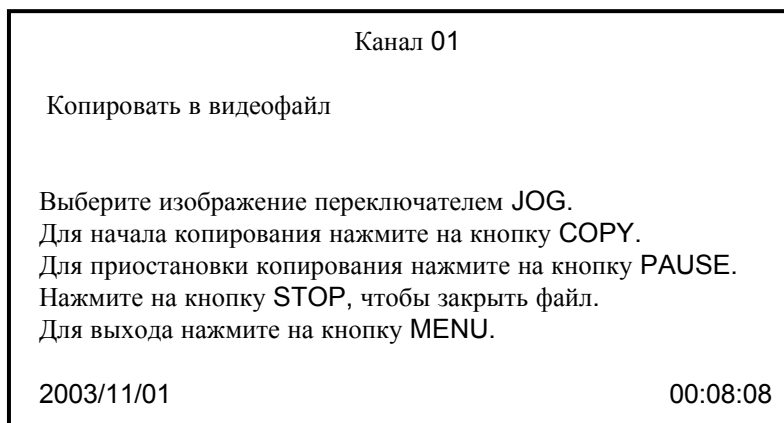 Канал 01
Копировать в видеофайл
Выберите изображение переключателем JOG.
Для начала копирования нажмите на кнопку COPY.
Для приостановки копирования нажмите на кнопку PAUSE.
Нажмите на кнопку STOP, чтобы закрыть файл.
Для выхода нажмите на кнопку MENU.
2003/11/01 00:08:08